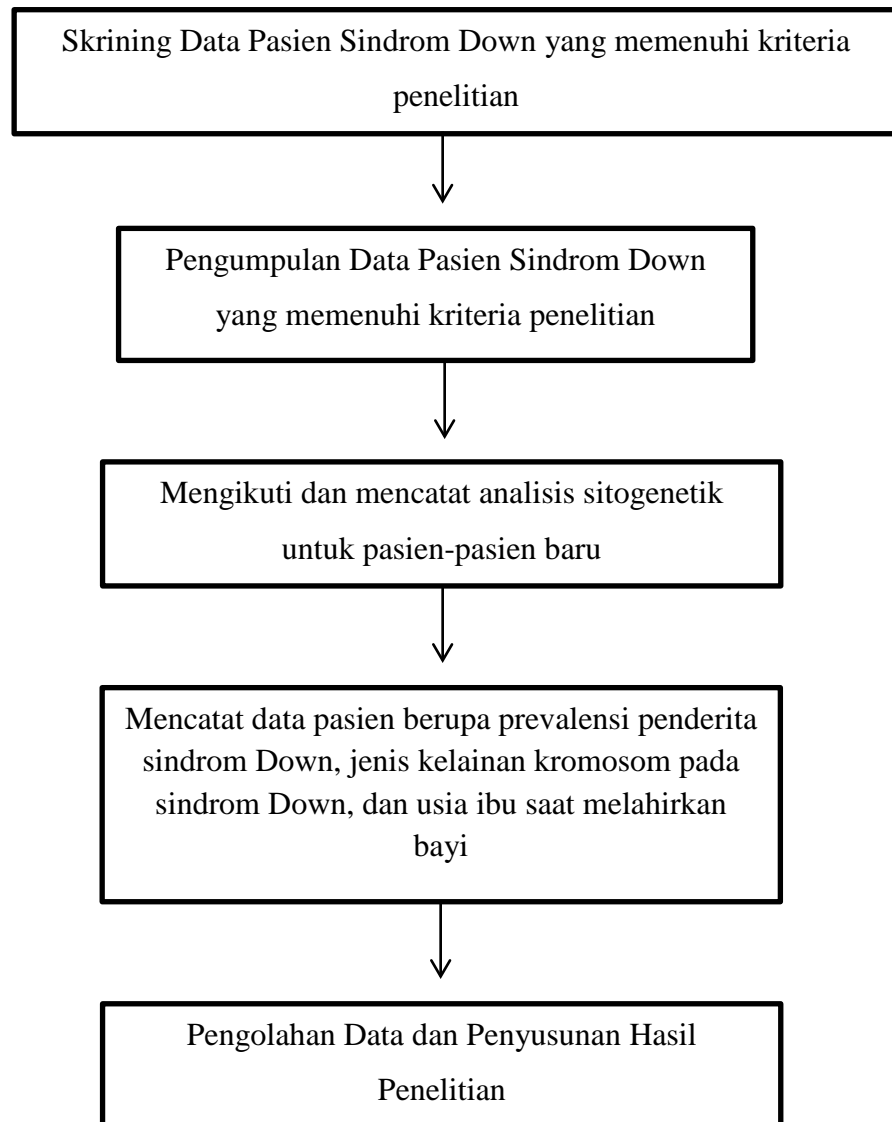 Skrining Data Pasien Sindrom Down yang memenuhi kriteria
penelitian
Pengumpulan Data Pasien Sindrom Down
yang memenuhi kriteria penelitian
Mengikuti dan mencatat analisis sitogenetik
untuk pasien-pasien baru
Mencatat data pasien berupa prevalensi penderita
sindrom Down, jenis kelainan kromosom pada
sindrom Down, dan usia ibu saat melahirkan
bayi
Pengolahan Data dan Penyusunan Hasil
Penelitian